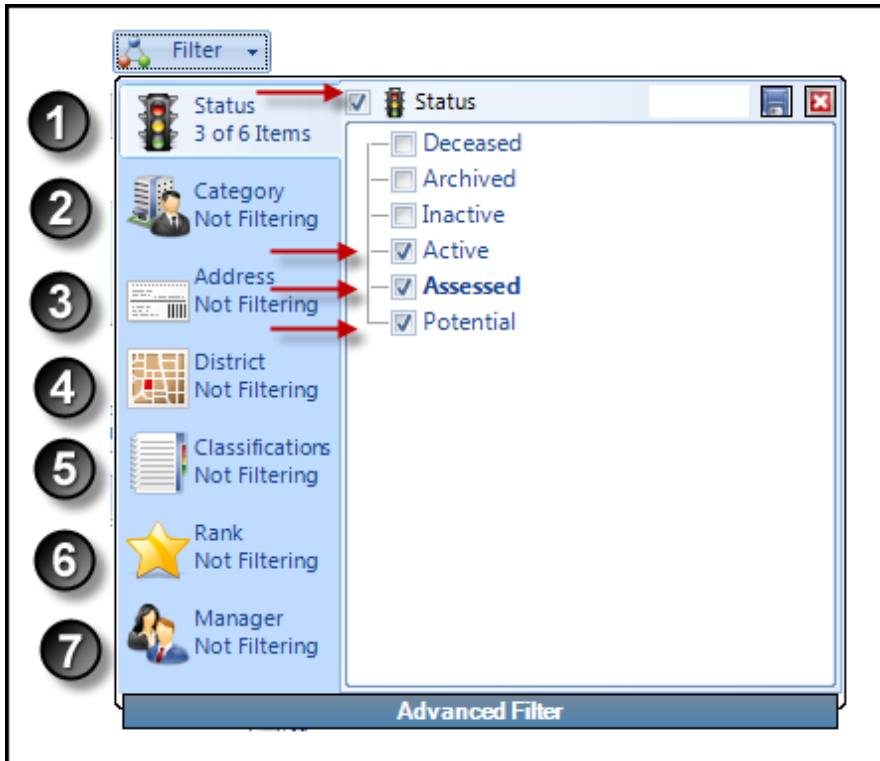 Filter
1
Status
3 of 6 Items
2
Category
Not Filtering
3
Address
Not Filtering
4
District
Not Filtering
5
Classifications
Not Filtering
6
Rank
Not Filtering
7
Manager
Not Filtering
Status
Deceased
Archived
Inactive
Active
Assessed
Potential
Advanced Filter